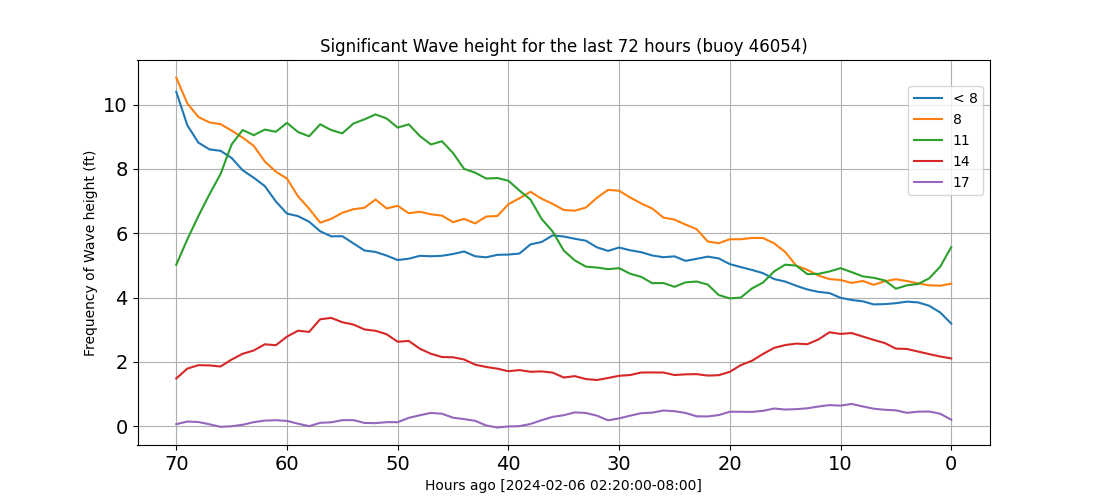 Significant Wave height for the last 72 hours (buoy 46054)
Frequency of Wave height (ft)
10
8
6
4
2
0
< 8
8
11
14
17
70 60 50 40 30 20 10 0
Hours ago [2024-02-06 02:20:00-08:00]